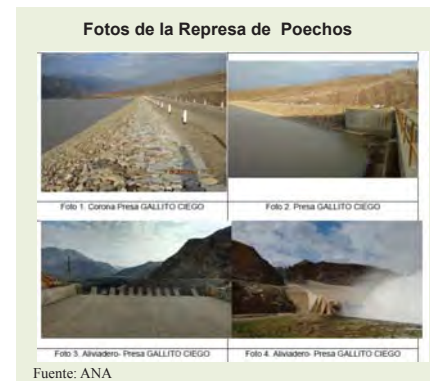 Fotos de la Represa de Poechos
Foto 1. Corona Presa GALLITO CIEGO
Foto 2. Presa GALLITO CIEGO
Foto 3. Aliviadero- Presa GALLITO CIEGO
Foto 4. Aliviadero- Presa GALLITO CIEGO
Fuente: ANA